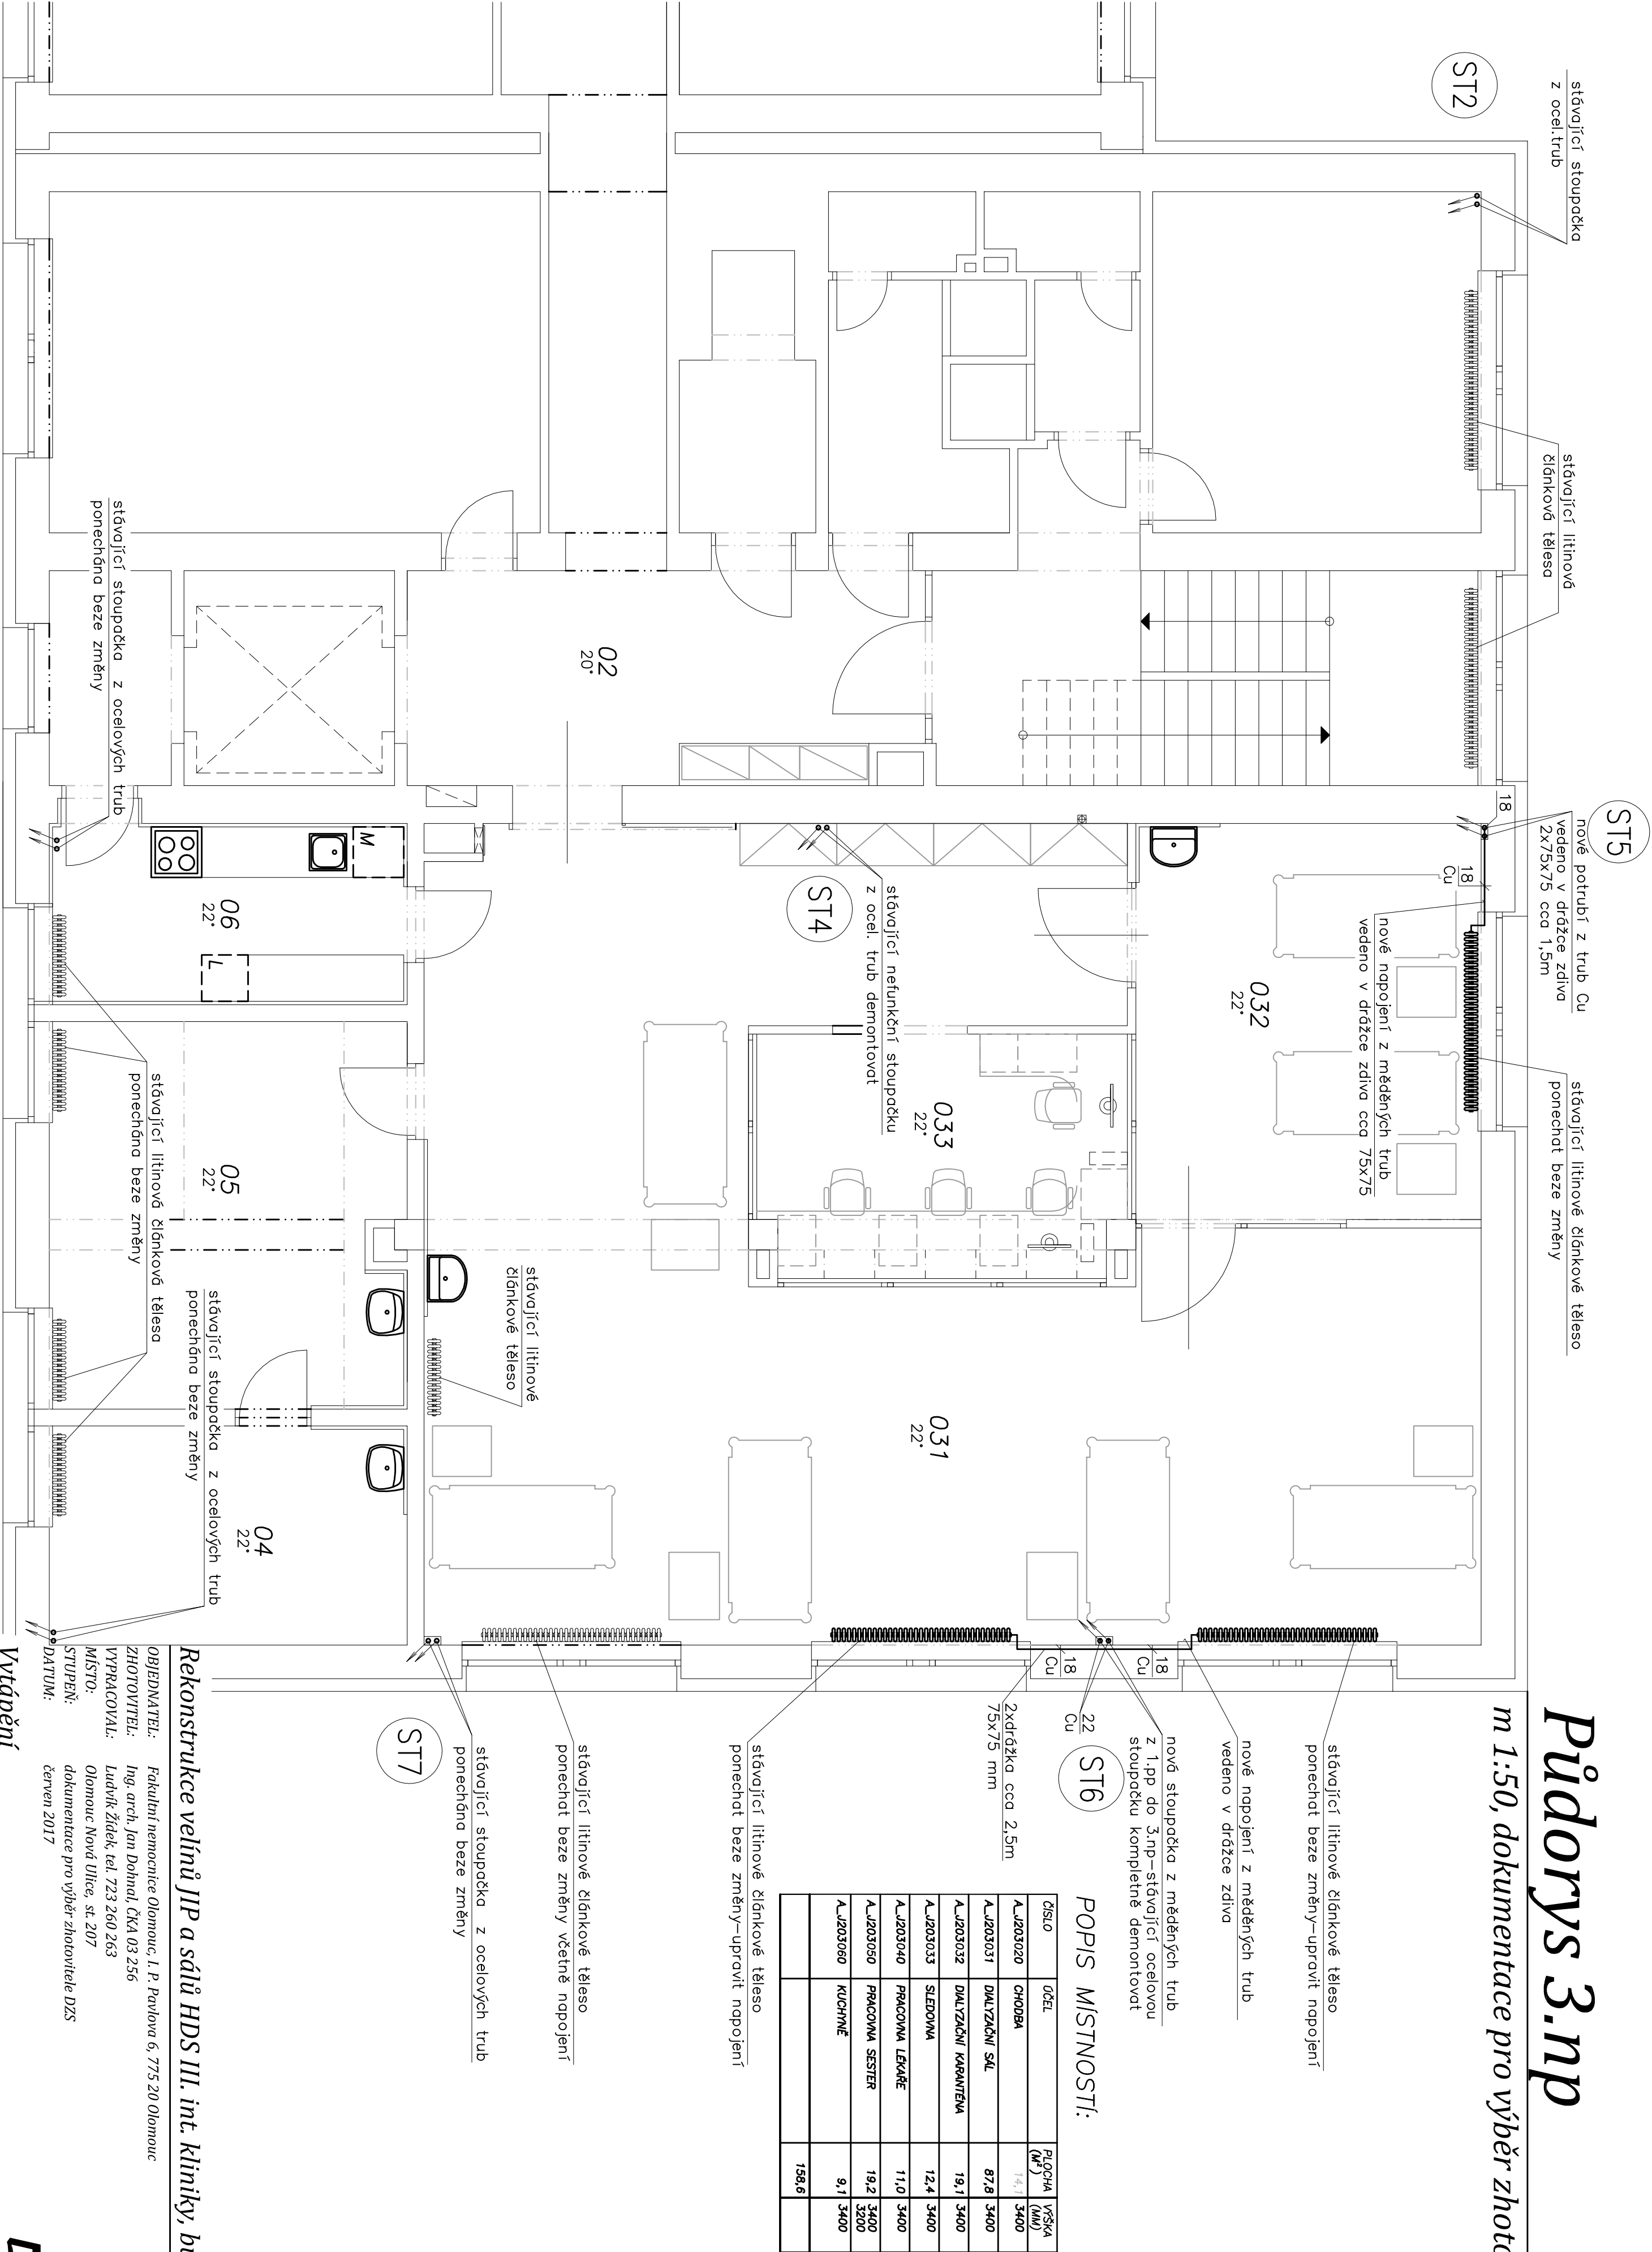 Půdorys 3.np
m 1:50, dokumentace pro výběr zhoto
ST2
stávající stoupačka
z ocel.trub
stávající litinová
článková tělesa
ST5
nové potrubí z trub Cu
vedeno v drážce zdiva
2x75x75 cca 1,5m
18
18
Cu
nové napojení z měděných trub
vedeno v drážce zdiva cca 75x75
stávající litinové článkové těleso
ponechat beze změny
032
22°
02
20°
ST4
stávající nefunkční stoupačku
z ocel. trub demontovat
033
22°
031
22°
stávající litinové
článkové těleso
stávající stoupačka z ocelových trub
ponechána beze změny
M
L
06
22°
05
22°
04
22°
stávající litinová článková tělesa
ponechána beze změny
stávající stoupačka z ocelových trub
ponechána beze změny
stávající litinové článkové těleso
ponechat beze změny-upravit napojení
nové napojení z měděných trub
vedeno v drážce zdiva
nová stoupačka z měděných trub
z 1.pp do 3.np-stávající ocelovou
stoupačku kompletně demontovat
ST6
18
Cu
18
Cu
22
Cu
2xdrážka cca 2,5m
75x75 mm
stávající litinové článkové těleso
ponechat beze změny-upravit napojení
stávající litinové článkové těleso
ponechat beze změny včetně napojení
stávající stoupačka z ocelových trub
ponechána beze změny
ST7
POPIS MÍSTNOSTÍ:
ČÍSLO ÚČEL PLOCHA (M²) VÝŠKA (MM)
A_J203020 CHODBA 14,1 3400
A_J203031 DIALYZAČNÍ SÁL 87,8 3400
A_J203032 DIALYZAČNÍ KARANTÉNA 19,1 3400
A_J203033 SLEDOVNA 12,4 3400
A_J203040 PRACOVNA LÉKAŘE 11,0 3400
A_J203050 PRACOVNA SESTER 19,2 3400 3200
A_J203060 KUCHYNĚ 9,1 3400
158,6
Rekonstrukce velínů JIP a sálů HDS III. int. kliniky, bu
OBJEDNATEL: Fakultní nemocnice Olomouc, I. P. Pavlova 6, 775 20 Olomouc
ZHOTOVITEL: Ing. arch. Jan Dohnal, ČKA 03 256
VYPRACOVAL: Ludvík Žídek, tel. 723 260 263
MÍSTO: Olomouc Nová Ulice, st. 207
STUPEŇ: dokumentace pro výběr zhotovitele DZS
DATUM: červen 2017
Vytápění